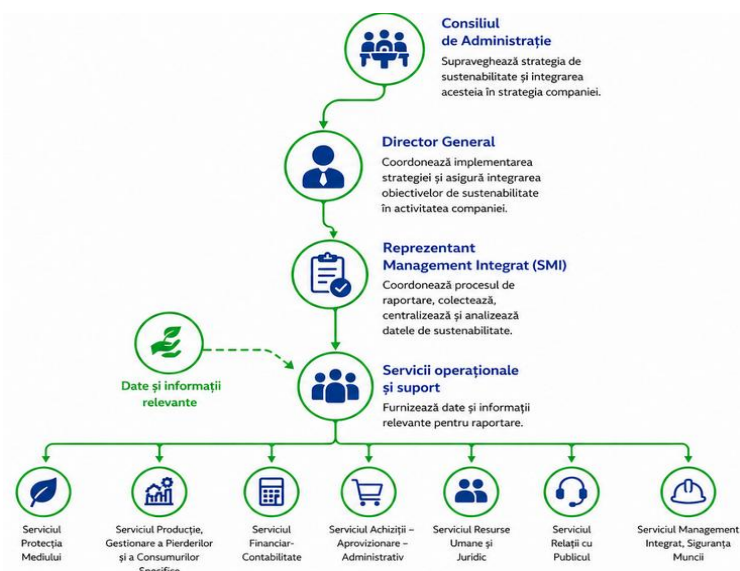 Consiliul
de Administrație
Supraveghează strategia de
sustenabilitate și integrarea
acesteia în strategia companiei.
Director General
Coordonează implementarea
strategiei și asigură integrarea
obiectivelor de sustenabilitate
în activitatea companiei.
Reprezentant
Management Integrat (SMI)
Coordonează procesul de
raportare, colectează,
centralizează și analizează
datele de sustenabilitate.
Date și informații
relevante
Servicii operaționale
și suport
Furnizează date și informații
relevante pentru raportare.
Serviciul
Protecția
Mediului
Serviciul Producție,
Gestionare a Pierderilor
și a Consumurilor
Specifice
Serviciul
Financiar-
Contabilitate
Serviciul Achiziții –
Aprovizionare –
Administrativ
Serviciul Resurse
Umane și
Juridic
Serviciul
Relații cu
Publicul
Serviciul Management
Integrat, Siguranța
Muncii